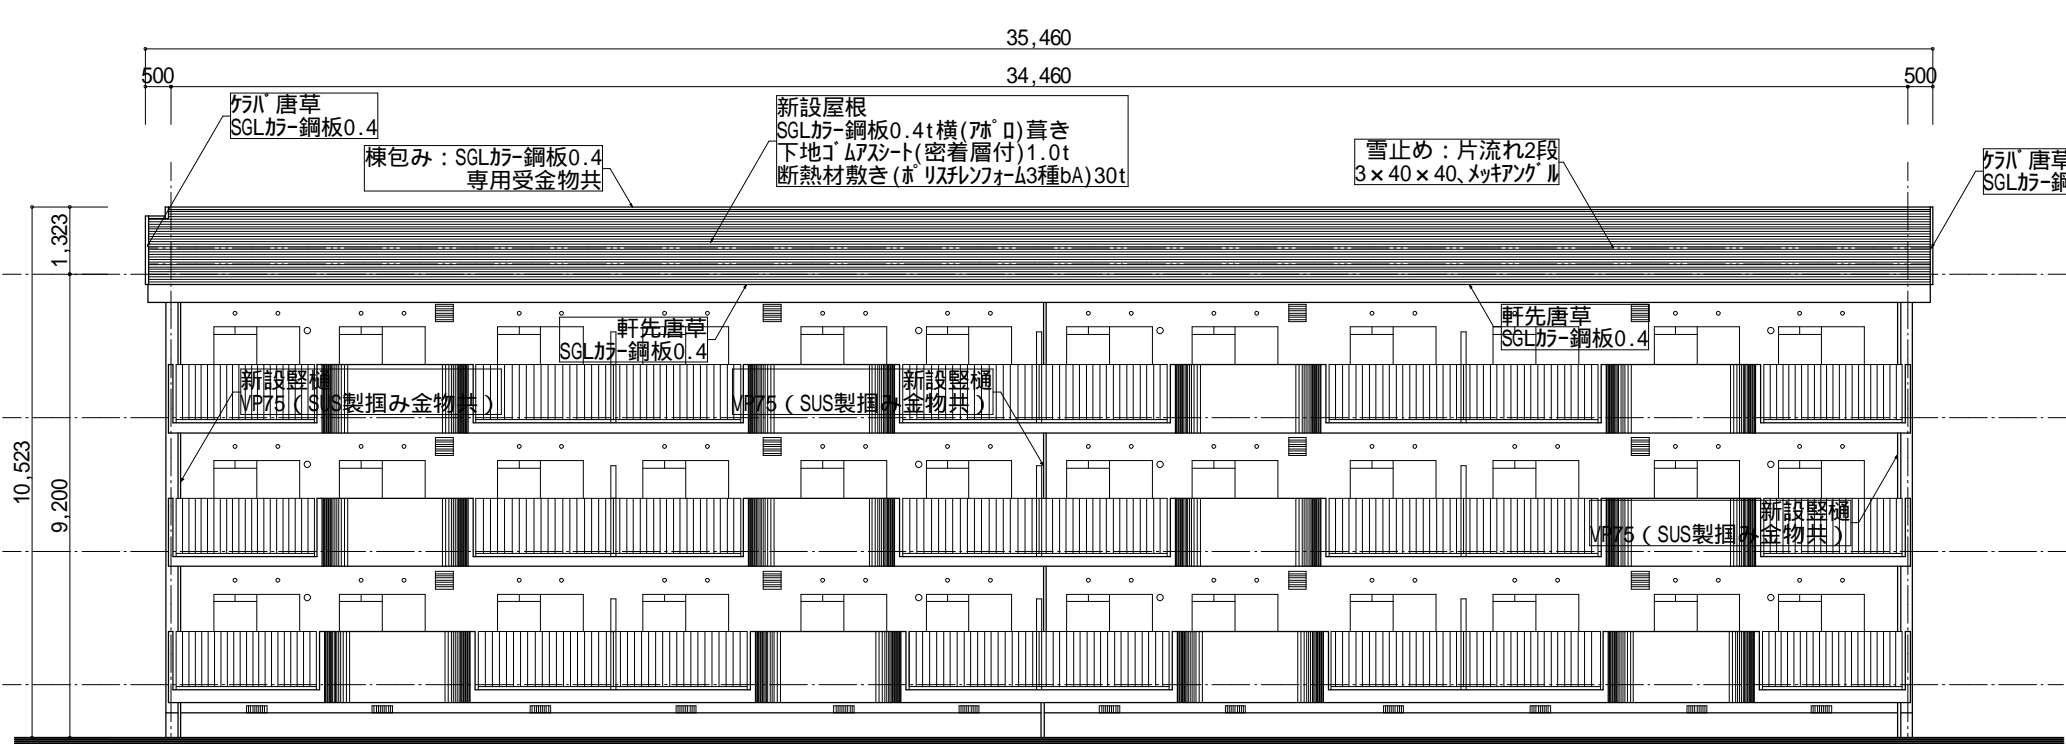 35,460
500
34,460
500
ケラバ唐草
SGLカラー鋼板0.4
棟包み：SGLカラー鋼板0.4
専用受金物共
新設屋根
SGLカラー鋼板0.4t横(アポロ)葺き
下地ゴムアスシート(密着層付)1.0t
断熱材敷き(ポリスチレンフォーム3種bA)30t
雪止め：片流れ2段
3×40×40、メッキアングル
ケラバ唐草
SGLカラー鋼
1,323
10,523
9,200
軒先唐草
SGLカラー鋼板0.4
軒先唐草
SGLカラー鋼板0.4
新設竪樋
VP75（SUS製掴み金物共）
新設竪樋
VP75（SUS製掴み金物共）
新設竪樋
VP75（SUS製掴み金物共）